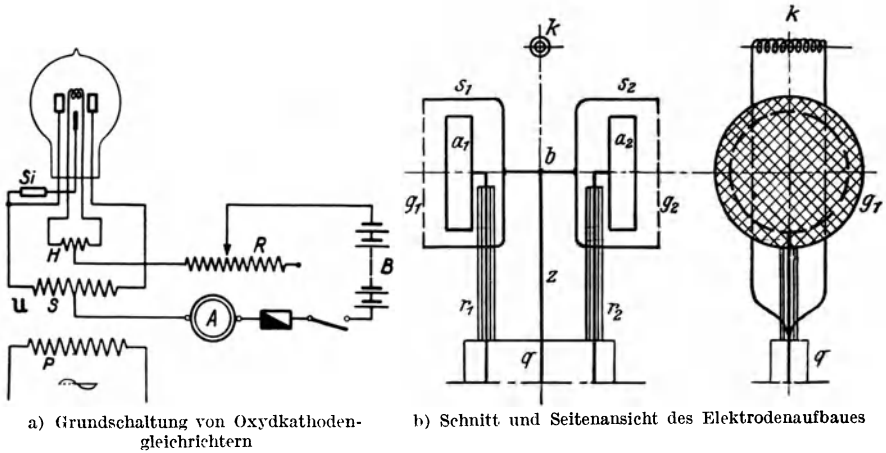 Si
H
R
B
u
S
A
P
a) Grundschaltung von Oxydkathoden-
gleichrichtern
k
s1
s2
a1
a2
b
g1
g2
z
r1
r2
q
k
g1
q
b) Schnitt und Seitenansicht des Elektrodenaufbaues